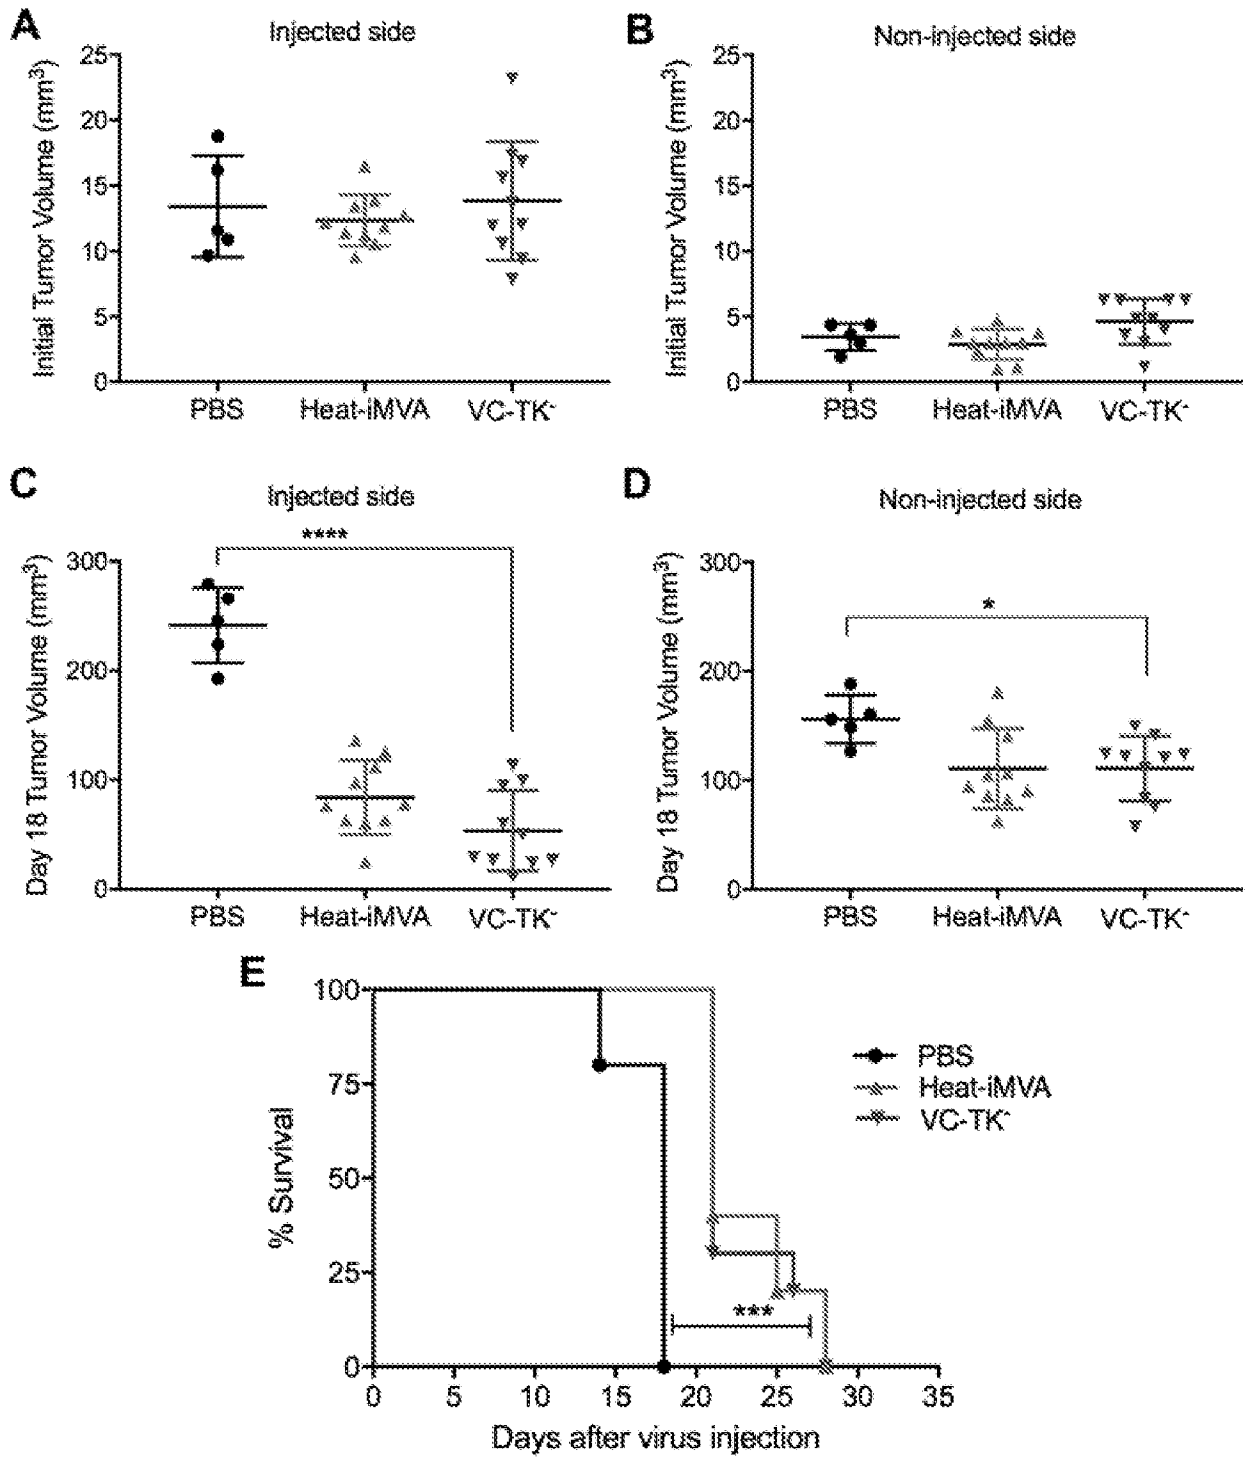 A
Injected side
Initial Tumor Volume (mm³)
25
20
15
10
5
0
PBS Heat-iMVA VC-TK⁻
B
Non-injected side
Initial Tumor Volume (mm³)
25
20
15
10
5
0
PBS Heat-iMVA VC-TK⁻
C
Injected side
****
Day 18 Tumor Volume (mm³)
300
200
100
0
PBS Heat-iMVA VC-TK⁻
D
Non-injected side
*
Day 18 Tumor Volume (mm³)
300
200
100
0
PBS Heat-iMVA VC-TK⁻
E
% Survival
100
75
50
25
0
***
PBS
Heat-iMVA
VC-TK⁻
0 5 10 15 20 25 30 35
Days after virus injection